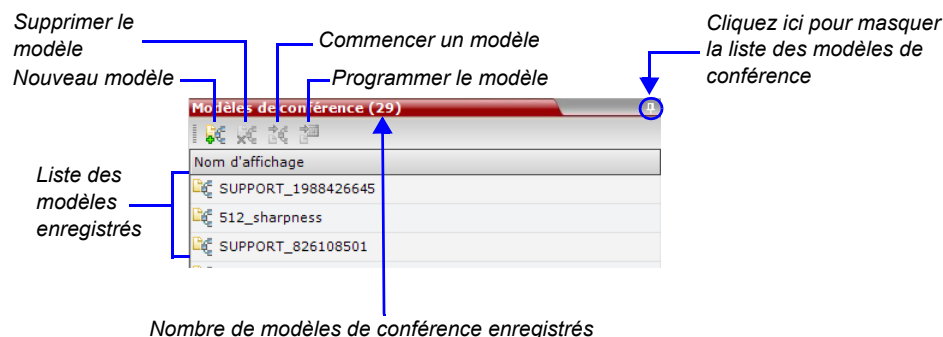 Supprimer le
modèle
Nouveau modèle
Commencer un modèle
Programmer le modèle
Cliquez ici pour masquer
la liste des modèles de
conférence
Modèles de conférence (29)
Nom d'affichage
SUPPORT_1988426645
512_sharpness
SUPPORT_826108501
Liste des
modèles
enregistrés
Nombre de modèles de conférence enregistrés